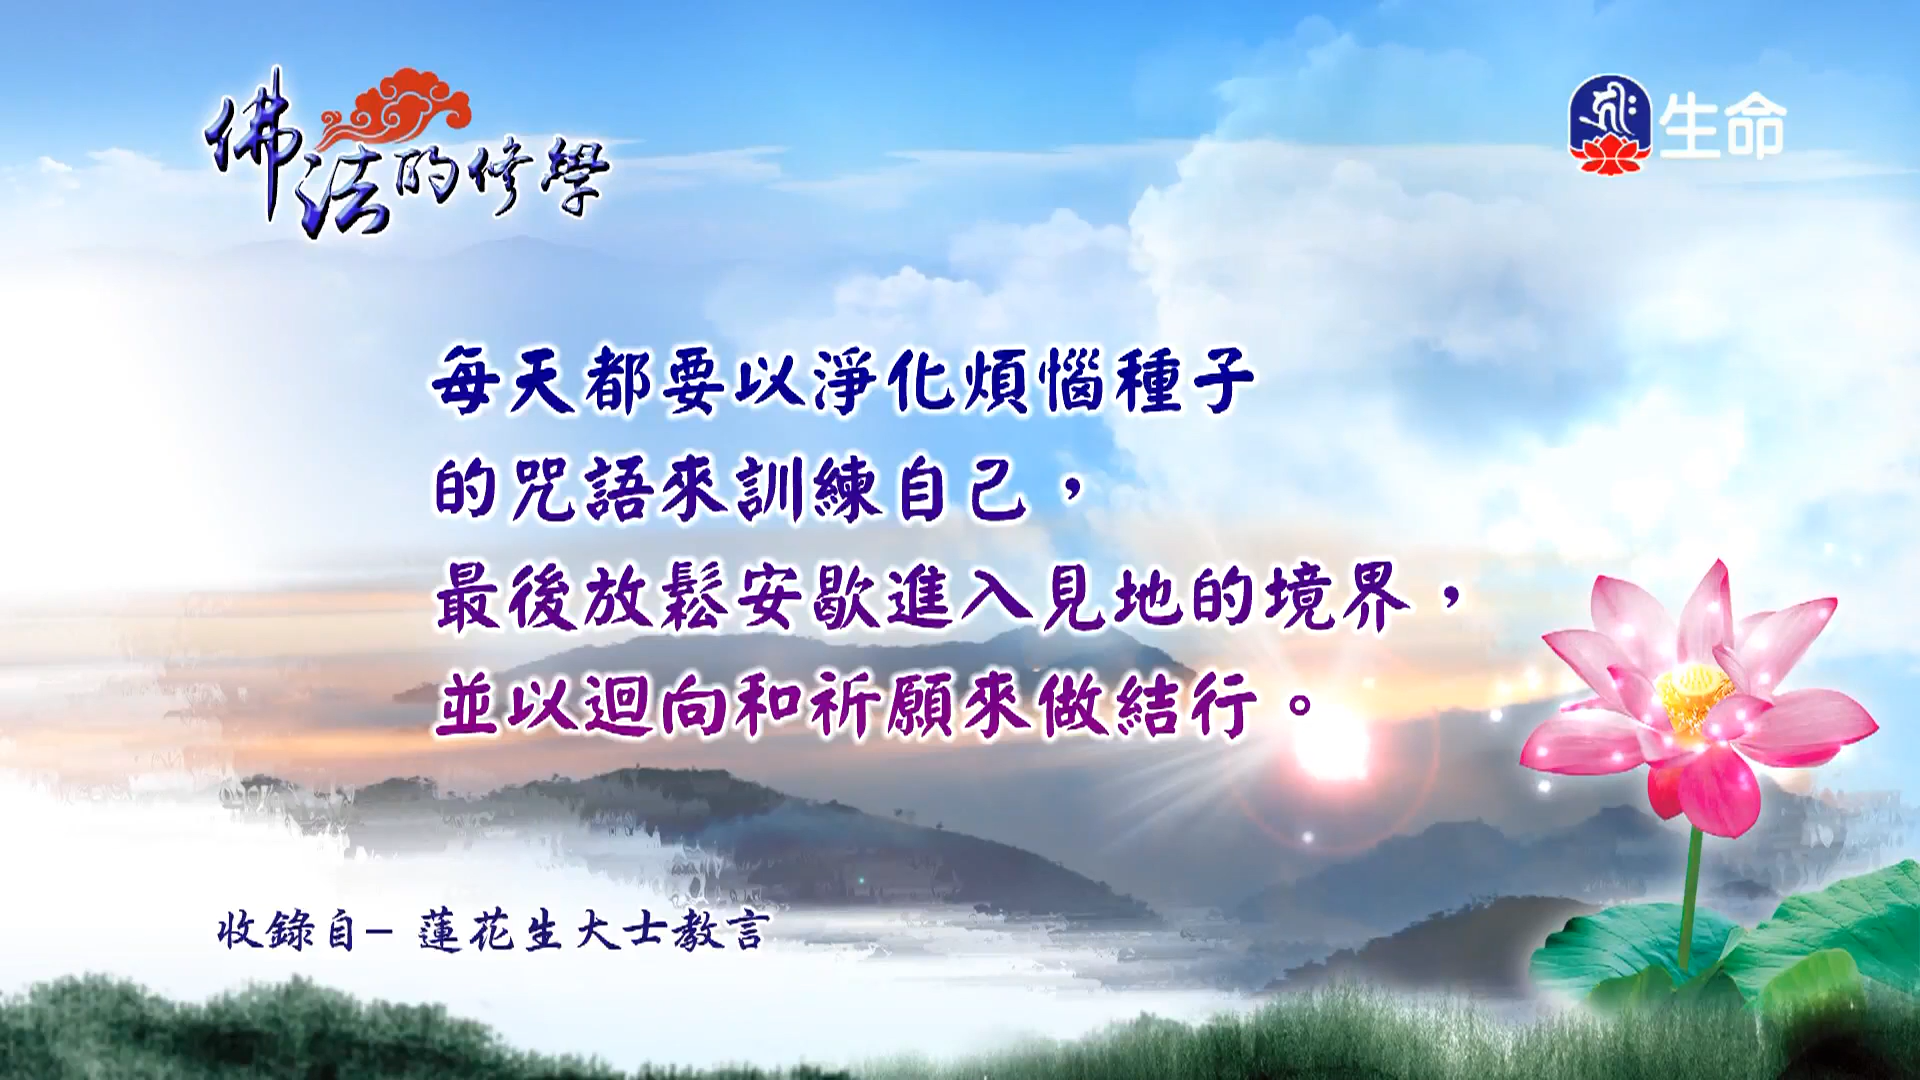 佛法的修學
生命
每天都要以淨化煩惱種子
的咒語來訓練自己，
最後放鬆安歇進入見地的境界，
並以迴向和祈願來做結行。
收錄自- 蓮花生大士教言